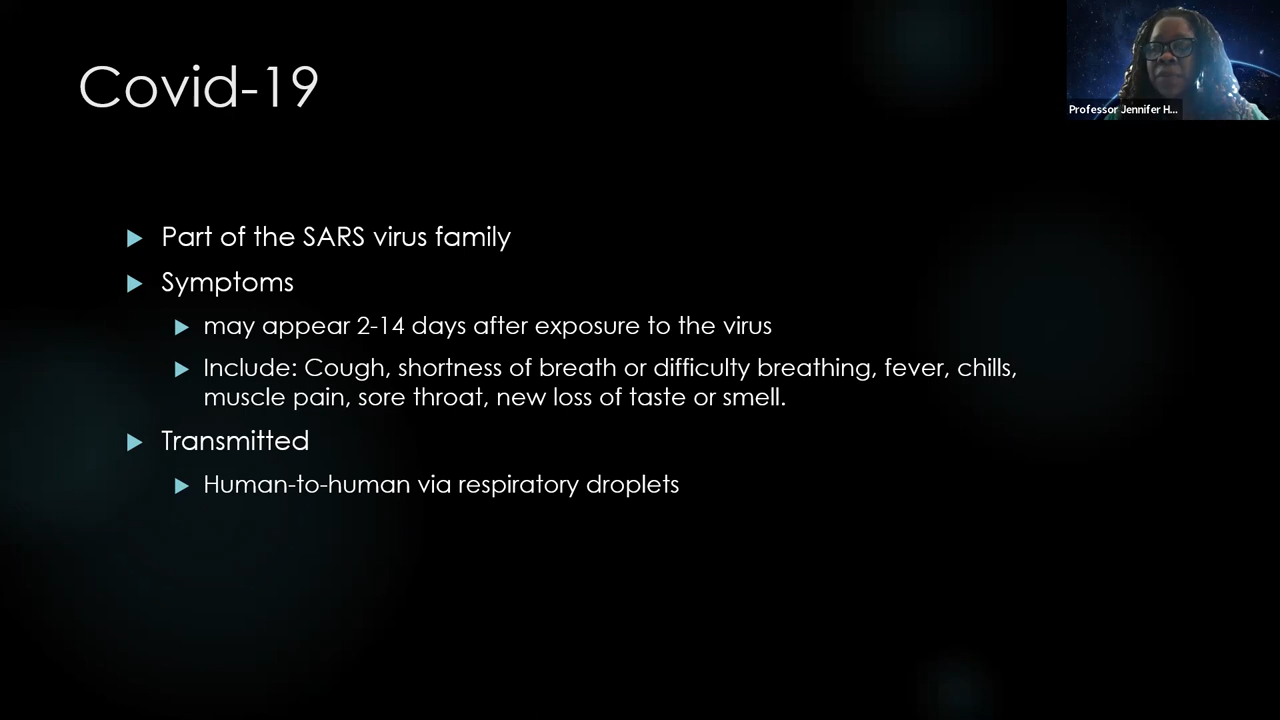 Covid-19
Professor Jennifer H...
Part of the SARS virus family
Symptoms
may appear 2-14 days after exposure to the virus
Include: Cough, shortness of breath or difficulty breathing, fever, chills,
muscle pain, sore throat, new loss of taste or smell.
Transmitted
Human-to-human via respiratory droplets